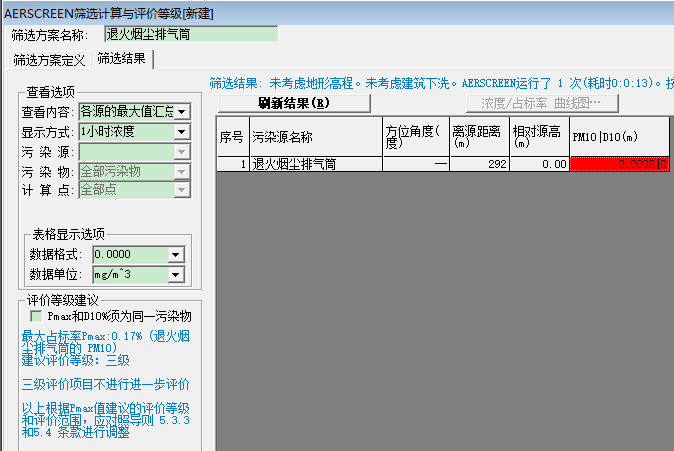 AERSCREEN筛选计算与评价等级[新建]
筛选方案名称: 退火烟尘排气筒
筛选方案定义 筛选结果
筛选结果: 未考虑地形高程。未考虑建筑下洗。AERSCREEN运行了 1 次(耗时0:0:13)。按
查看选项
查看内容: 各源的最大值汇总
显示方式: 1小时浓度
污 染 源:
污 染 物: 全部污染物
计 算 点: 全部点
表格显示选项
数据格式: 0.0000
数据单位: mg/m^3
评价等级建议
Pmax和D10%须为同一污染物
最大占标率Pmax:0.17% (退火烟
尘排气筒的 PM10)
建议评价等级: 三级
三级评价项目不进行进一步评价
以上根据Pmax值建议的评价等级
和评价范围，应对照导则 5.3.3
和5.4 条款进行调整
刷新结果(R) 浓度/占标率 曲线图…
序号 污染源名称 方位角度(度) 离源距离(m) 相对源高(m) PM10|D10(m)
1 退火烟尘排气筒 — 292 0.00 0.0008|0